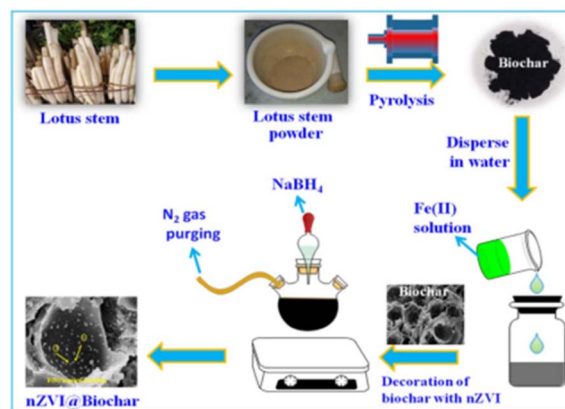 Lotus stem
Lotus stem
powder
Pyrolysis
Biochar
Disperse
in water
NaBH₄
N₂ gas
purging
Fe(II)
solution
Biochar
Decoration of
biochar with nZVI
nZVI@Biochar